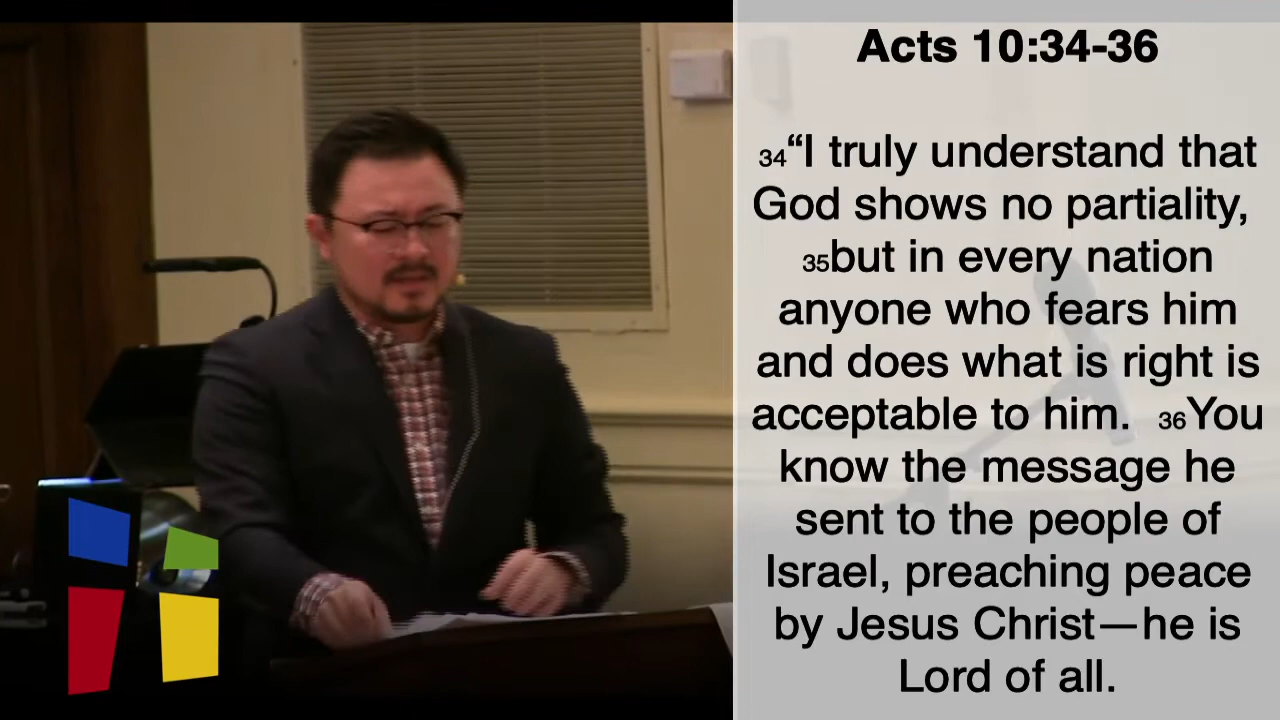 Acts 10:34-36
34“I truly understand that
God shows no partiality,
35but in every nation
anyone who fears him
and does what is right is
acceptable to him. 36You
know the message he
sent to the people of
Israel, preaching peace
by Jesus Christ—he is
Lord of all.